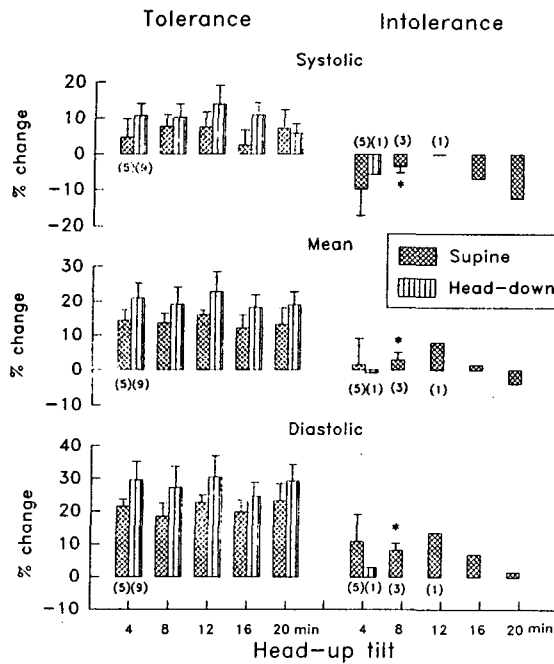 Tolerance Intolerance
Systolic
% change
20
10
0
-10
-20
(5)(9)
(5)(1) (3) (1)
*
Supine
Head-down
Mean
% change
30
20
10
0
-10
(5)(9)
*
(5)(1) (3) (1)
Diastolic
% change
40
30
20
10
0
-10
(5)(9)
*
(5)(1) (3) (1)
4 8 12 16 20 min 4 8 12 16 20 min
Head-up tilt